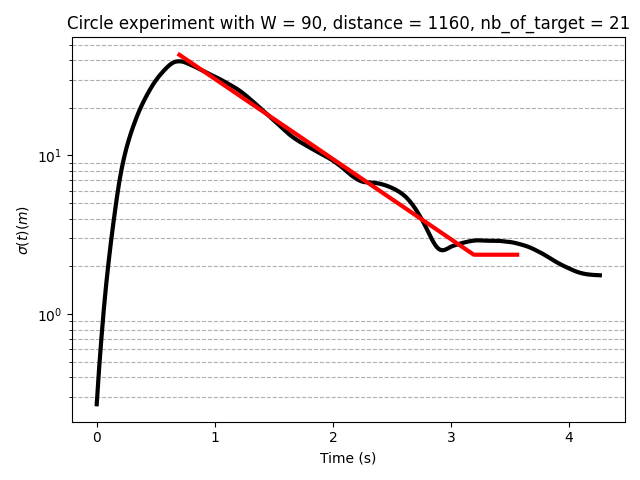 Circle experiment with W = 90, distance = 1160, nb_of_target = 21
σ(t)(m)
10¹
10⁰
0 1 2 3 4
Time (s)